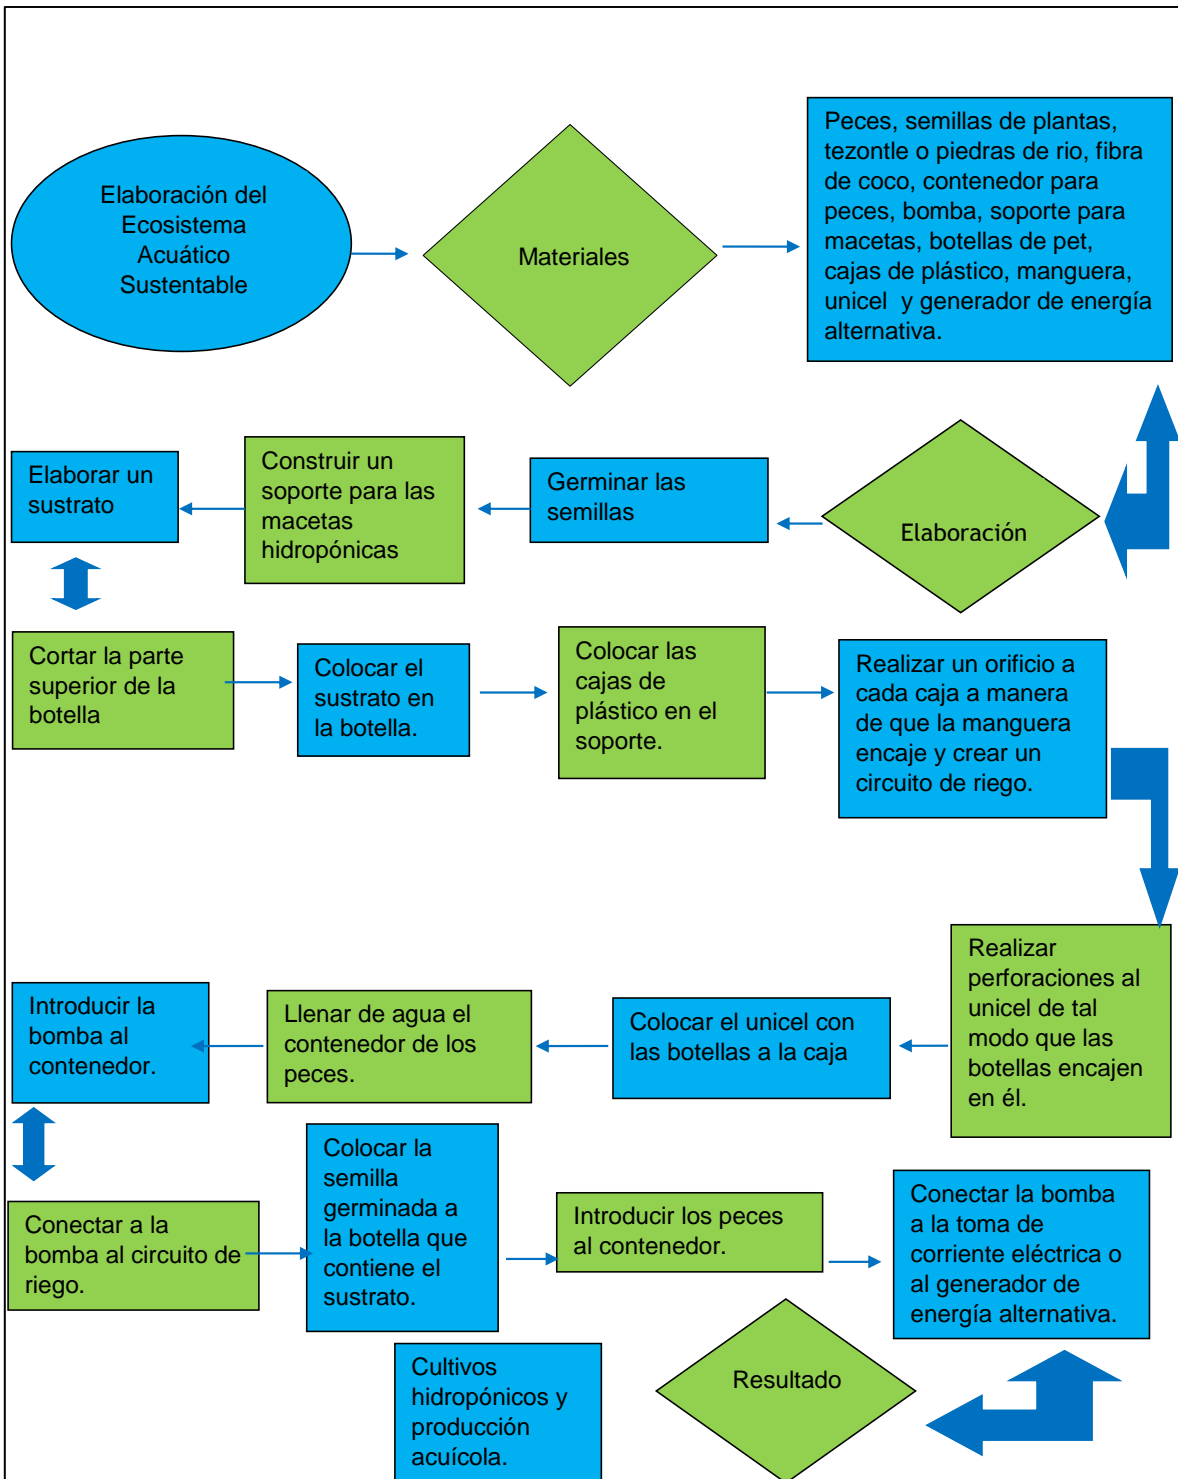 Elaboración del
Ecosistema
Acuático
Sustentable
Materiales
Peces, semillas de plantas,
tezontle o piedras de rio, fibra
de coco, contenedor para
peces, bomba, soporte para
macetas, botellas de pet,
cajas de plástico, manguera,
unicel y generador de energía
alternativa.
Elaboración
Germinar las
semillas
Construir un
soporte para las
macetas
hidropónicas
Elaborar un
sustrato
Cortar la parte
superior de la
botella
Colocar el
sustrato en
la botella.
Colocar las
cajas de
plástico en el
soporte.
Realizar un orificio a
cada caja a manera
de que la manguera
encaje y crear un
circuito de riego.
Realizar
perforaciones al
unicel de tal
modo que las
botellas encajen
en él.
Colocar el unicel con
las botellas a la caja
Llenar de agua el
contenedor de los
peces.
Introducir la
bomba al
contenedor.
Conectar a la
bomba al circuito de
riego.
Colocar la
semilla
germinada a
la botella que
contiene el
sustrato.
Introducir los peces
al contenedor.
Conectar la bomba
a la toma de
corriente eléctrica o
al generador de
energía alternativa.
Resultado
Cultivos
hidropónicos y
producción
acuícola.